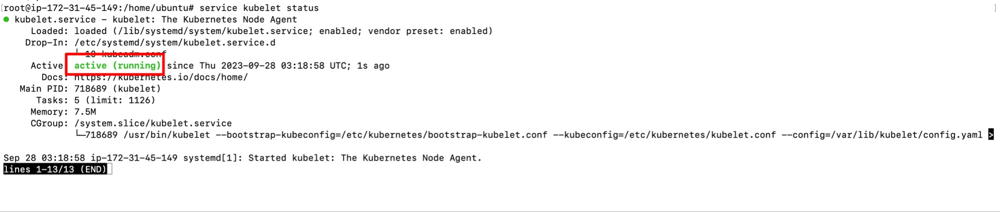 [root@ip-172-31-45-149:/home/ubuntu# service kubelet status ]
● kubelet.service - kubelet: The Kubernetes Node Agent
Loaded: loaded (/lib/systemd/system/kubelet.service; enabled; vendor preset: enabled)
Drop-In: /etc/systemd/system/kubelet.service.d
└─10-kubeadm.conf
Active: active (running) since Thu 2023-09-28 03:18:58 UTC; 1s ago
Docs: https://kubernetes.io/docs/home/
Main PID: 718689 (kubelet)
Tasks: 5 (limit: 1126)
Memory: 7.5M
CGroup: /system.slice/kubelet.service
└─718689 /usr/bin/kubelet --bootstrap-kubeconfig=/etc/kubernetes/bootstrap-kubelet.conf --kubeconfig=/etc/kubernetes/kubelet.conf --config=/var/lib/kubelet/config.yaml >
Sep 28 03:18:58 ip-172-31-45-149 systemd[1]: Started kubelet: The Kubernetes Node Agent.
lines 1-13/13 (END)